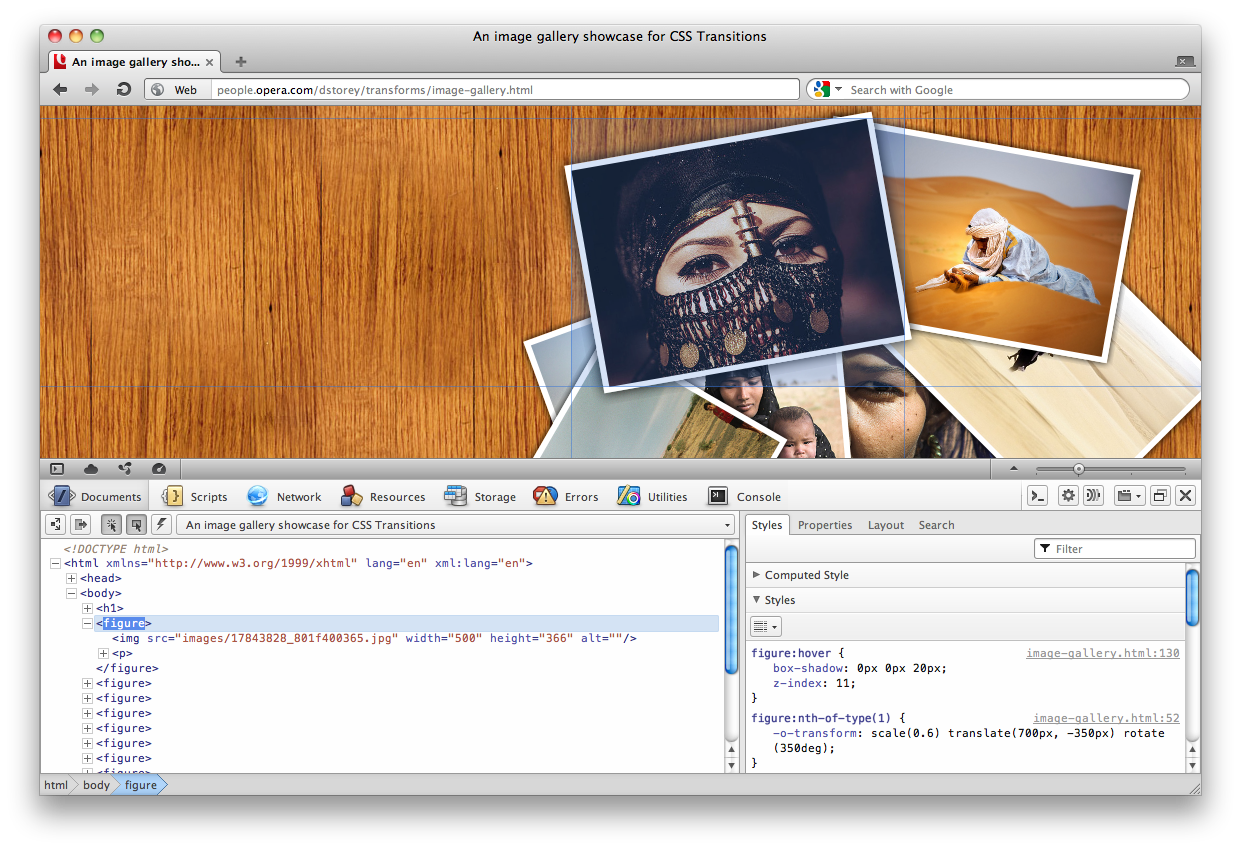 An image gallery showcase for CSS Transitions
An image gallery sho...
Web
people.opera.com/dstorey/transforms/image-gallery.html
Search with Google
Documents
Scripts
Network
Resources
Storage
Errors
Utilities
Console
An image gallery showcase for CSS Transitions
Styles
Properties
Layout
Search
Filter
<!DOCTYPE html>
<html xmlns="http://www.w3.org/1999/xhtml" lang="en" xml:lang="en">
<head>
<body>
<h1>
<figure>
<img src="images/17843828_801f400365.jpg" width="500" height="366" alt=""/>
<p>
</figure>
<figure>
<figure>
<figure>
<figure>
<figure>
<figure>
<figure>
Computed Style
Styles
figure:hover {
image-gallery.html:130
box-shadow: 0px 0px 20px;
z-index: 11;
}
figure:nth-of-type(1) {
image-gallery.html:52
-o-transform: scale(0.6) translate(700px, -350px) rotate
(350deg);
}
html
body
figure